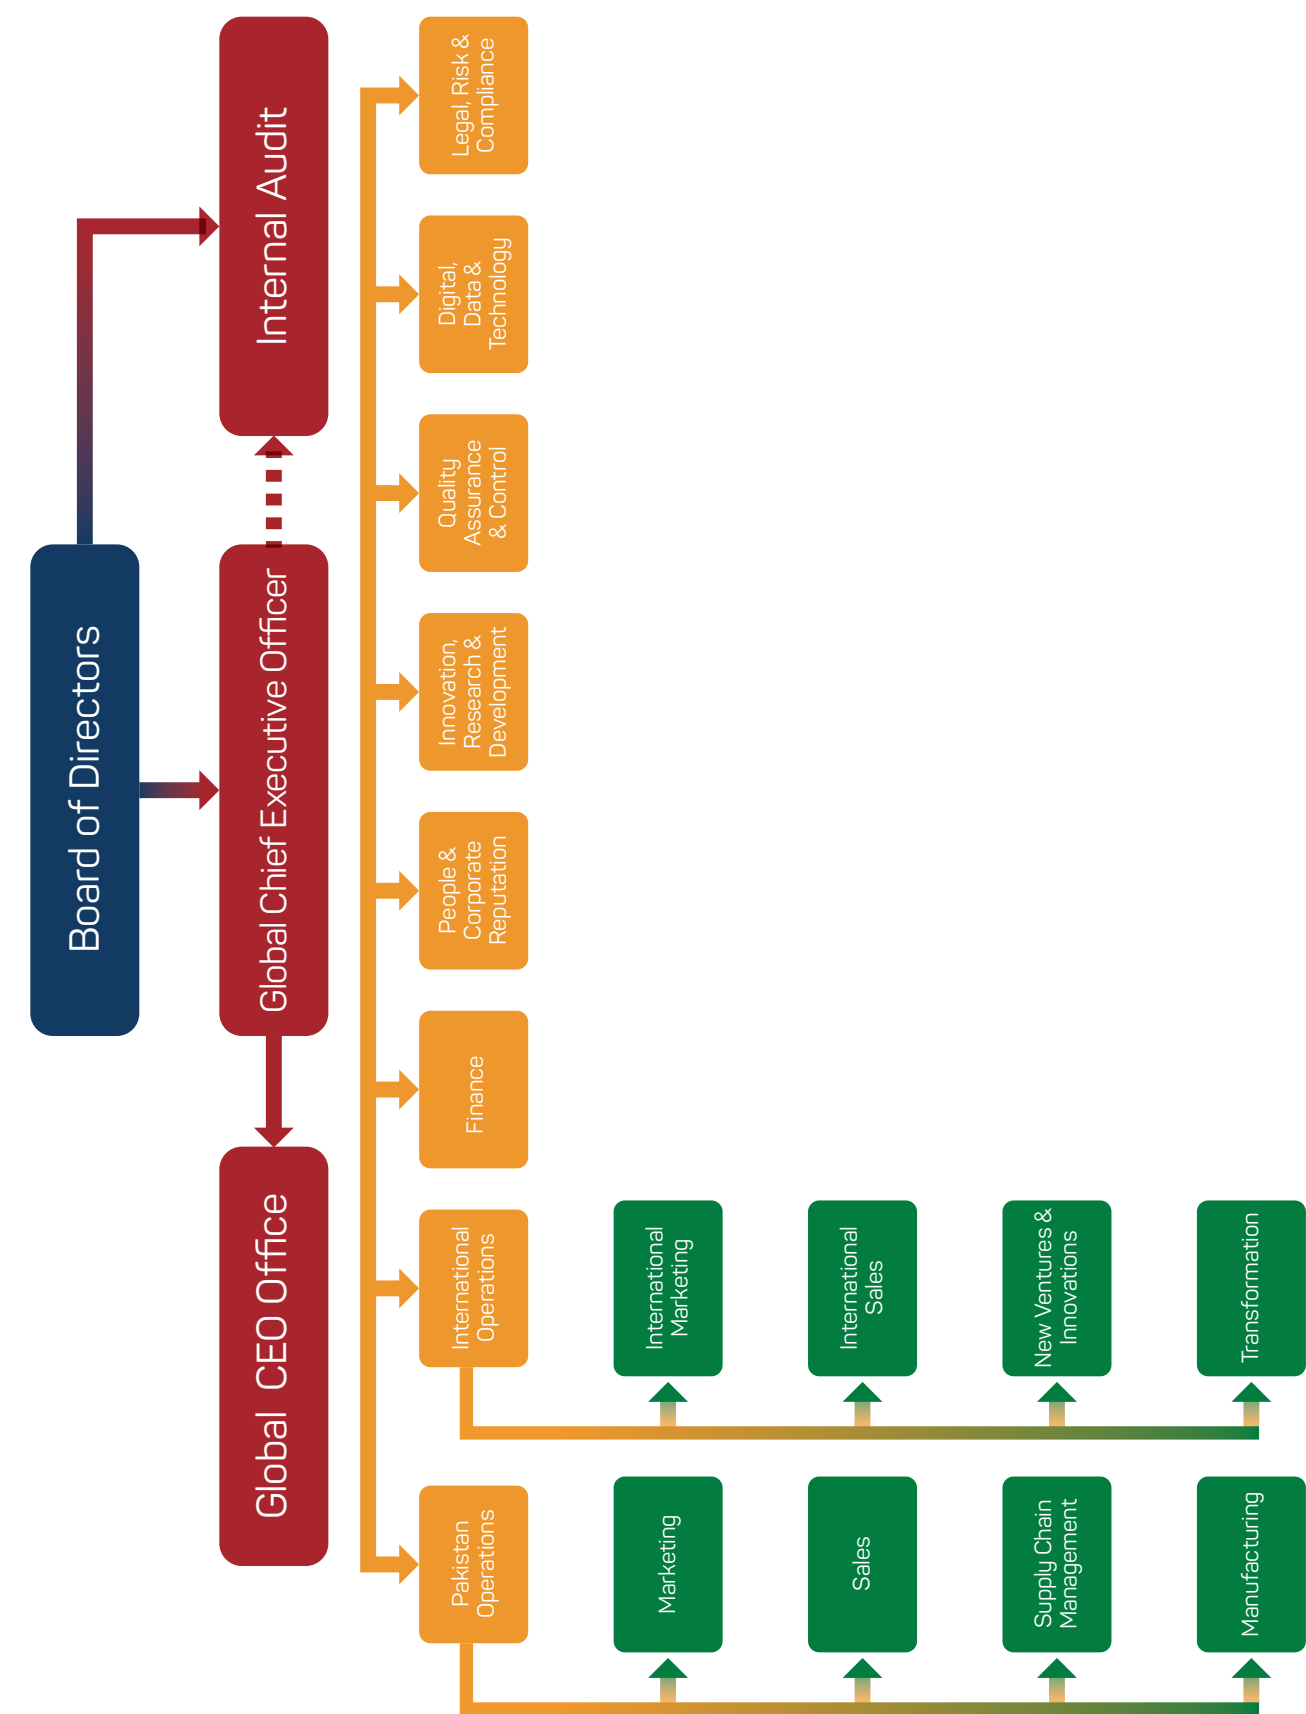 Board of Directors
Global  CEO Office
Global Chief Executive Officer
Internal Audit
Pakistan
Operations
International
Operations
Finance
People &
Corporate
Reputation
Innovation,
Research &
Development
Quality
Assurance
& Control
Digital,
Data &
Technology
Legal, Risk &
Compliance
Marketing
International
Marketing
Sales
International
Sales
Supply Chain
Management
New Ventures &
Innovations
Manufacturing
Transformation